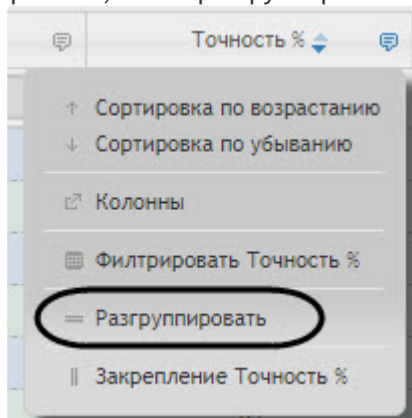 Точность %
Сортировка по возрастанию
Сортировка по убыванию
Колонны
Филтрировать Точность %
Разгруппировать
Закрепление Точность %